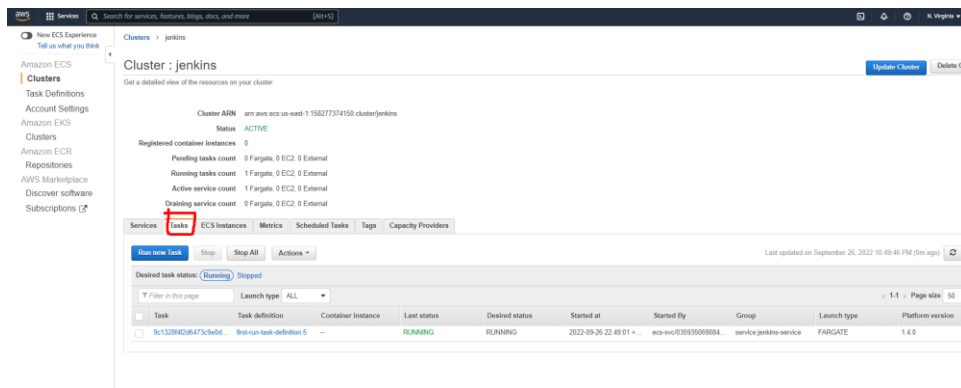 aws Services Search for services, features, blogs, docs, and more [Alt+S] N. Virginia
New ECS Experience
Tell us what you think
Amazon ECS
Clusters
Task Definitions
Account Settings
Amazon EKS
Clusters
Amazon ECR
Repositories
AWS Marketplace
Discover software
Subscriptions
Clusters > jenkins
Cluster : jenkins
Update Cluster Delete C
Get a detailed view of the resources on your cluster.
Cluster ARN arn:aws:ecs:us-east-1:158277374150:cluster/jenkins
Status ACTIVE
Registered container instances 0
Pending tasks count 0 Fargate, 0 EC2, 0 External
Running tasks count 1 Fargate, 0 EC2, 0 External
Active service count 1 Fargate, 0 EC2, 0 External
Draining service count 0 Fargate, 0 EC2, 0 External
Services Tasks ECS Instances Metrics Scheduled Tasks Tags Capacity Providers
Run new Task Stop Stop All Actions
Last updated on September 26, 2022 10:49:46 PM (0m ago)
Desired task status: Running Stopped
Filter in this page Launch type ALL
< 1-1 > Page size 50
Task Task definition Container instance Last status Desired status Started at Started By Group Launch type Platform version
first-run-task-definition:5 -- RUNNING RUNNING 2022-09-26 22:49:01 +... ecs-svc/035935069084... service:jenkins-service FARGATE 1.4.0